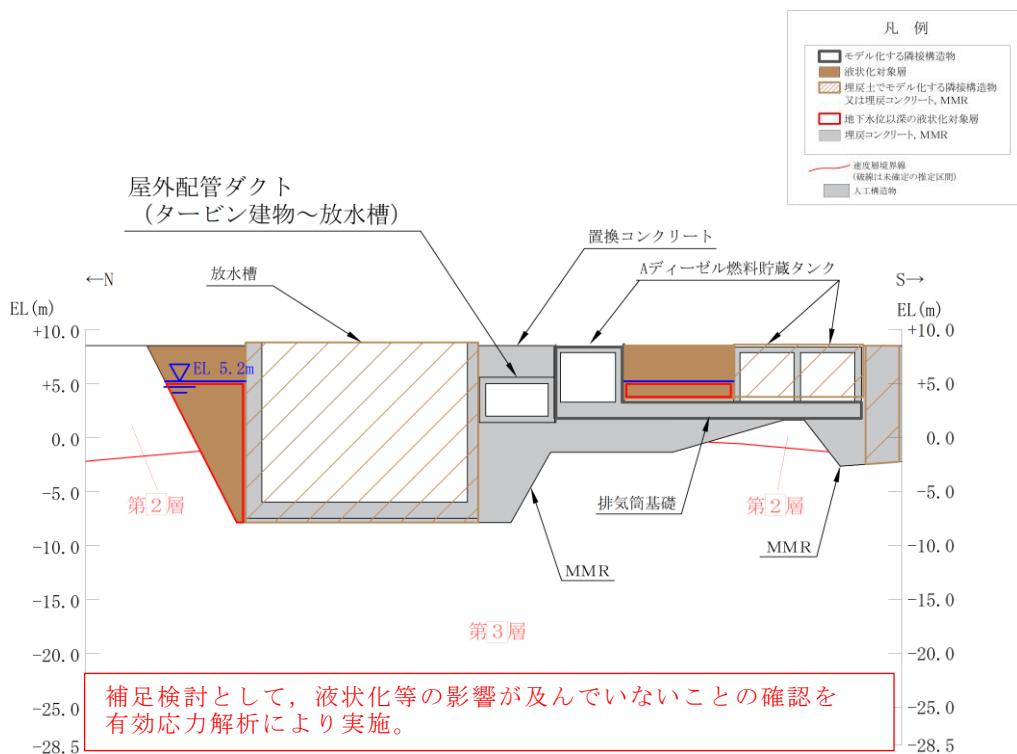 凡 例
モデル化する隣接構造物
液状化対象層
埋戻土でモデル化する隣接構造物
又は埋戻コンクリート, MMR
地下水位以深の液状化対象層
埋戻コンクリート, MMR
速度層境界線
(破線は未確定の推定区間)
人工構造物
屋外配管ダクト
(タービン建物~放水槽)
置換コンクリート
放水槽
Aディーゼル燃料貯蔵タンク
←N
S→
EL(m)
EL(m)
+10.0
+10.0
EL 5.2m
+5.0
+5.0
0.0
0.0
-5.0
-5.0
第2層
第2層
排気筒基礎
-10.0
-10.0
MMR
MMR
-15.0
-15.0
第3層
-20.0
-20.0
補足検討として,液状化等の影響が及んでいないことの確認を
有効応力解析により実施。
-25.0
-25.0
-28.5
-28.5